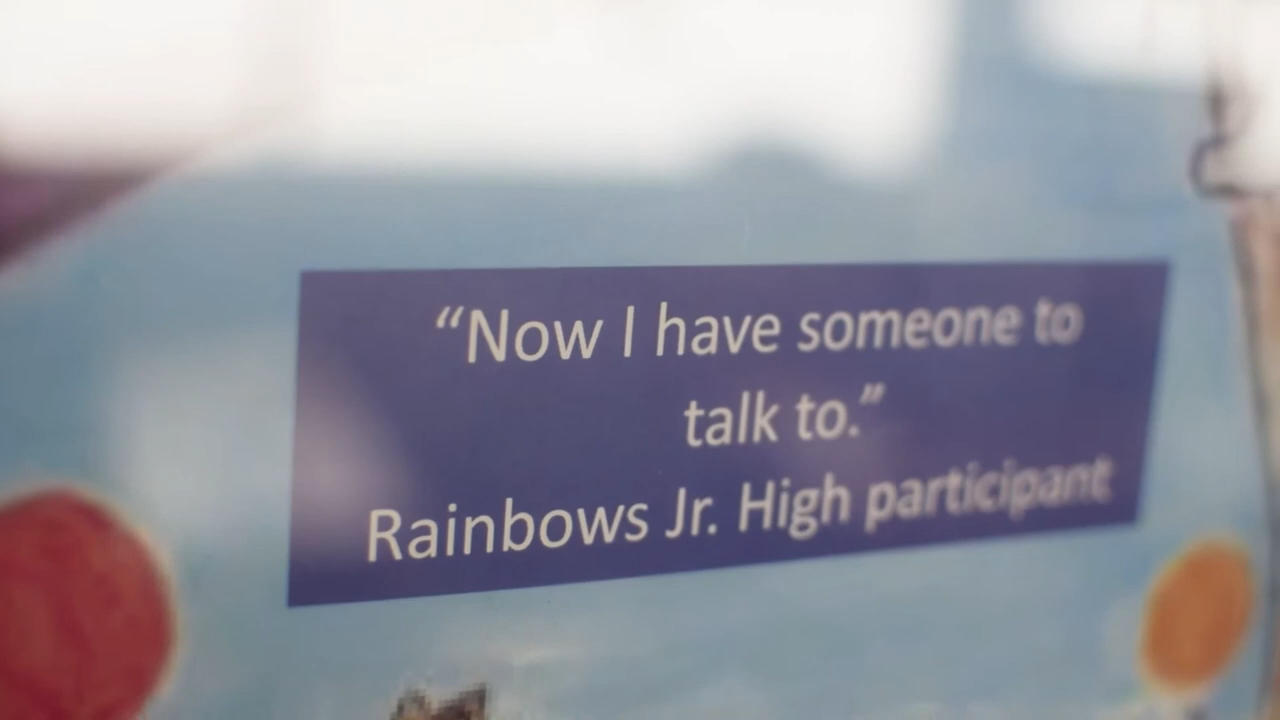 “Now I have someone to
talk to.”
Rainbows Jr. High participant